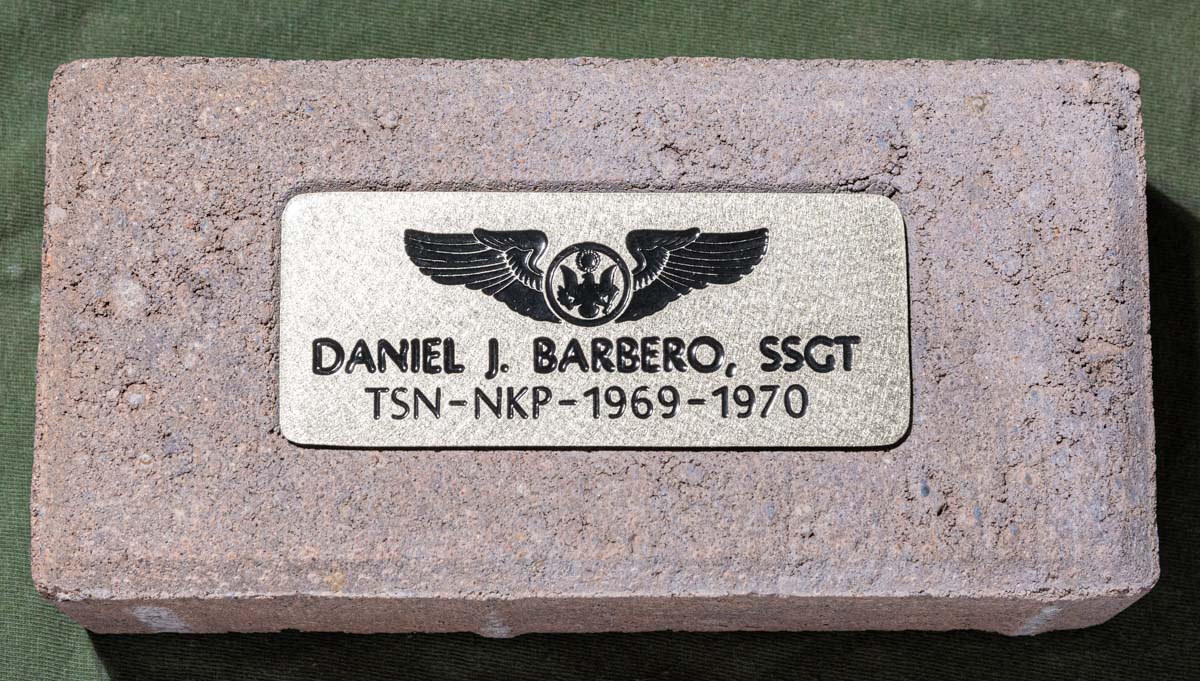 DANIEL J. BARBERO, SSGT
TSN-NKP-1969-1970